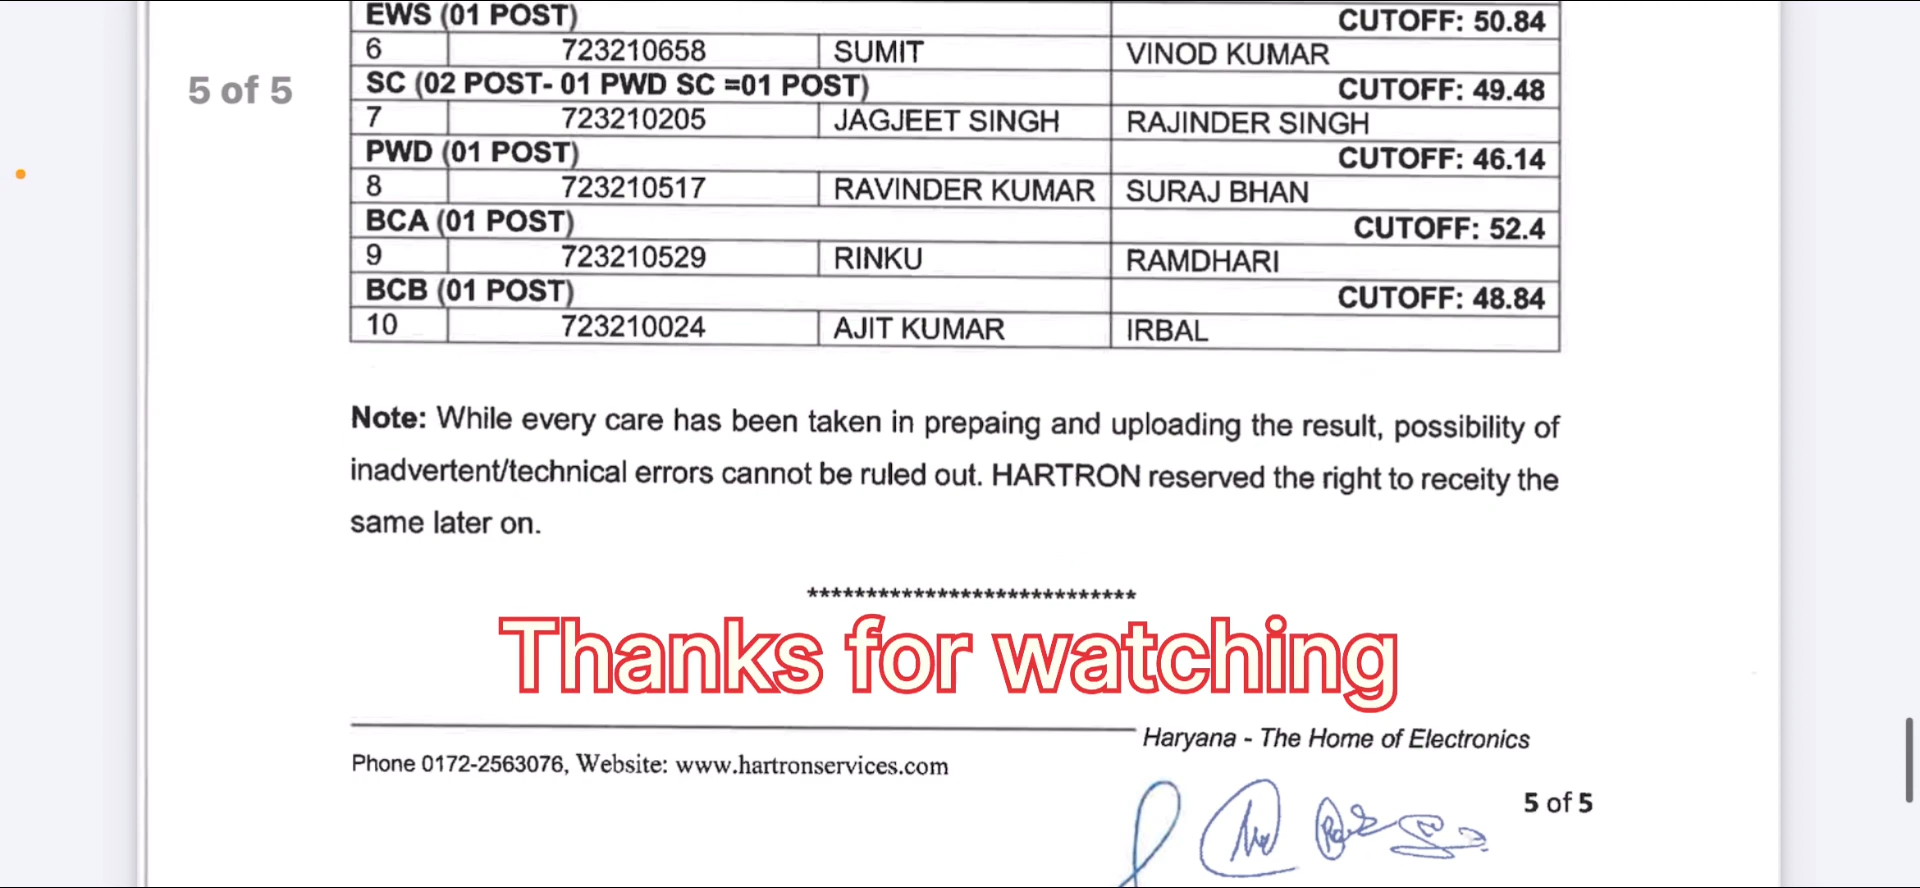 EWS (01 POST) CUTOFF: 50.84
6 723210658 SUMIT VINOD KUMAR
5 of 5
SC (02 POST- 01 PWD SC =01 POST) CUTOFF: 49.48
7 723210205 JAGJEET SINGH RAJINDER SINGH
PWD (01 POST) CUTOFF: 46.14
8 723210517 RAVINDER KUMAR SURAJ BHAN
BCA (01 POST) CUTOFF: 52.4
9 723210529 RINKU RAMDHARI
BCB (01 POST) CUTOFF: 48.84
10 723210024 AJIT KUMAR IRBAL
Note: While every care has been taken in prepaing and uploading the result, possibility of
inadvertent/technical errors cannot be ruled out. HARTRON reserved the right to receity the
same later on.
****************************
Thanks for watching
Haryana - The Home of Electronics
Phone 0172-2563076, Website: www.hartronservices.com
5 of 5